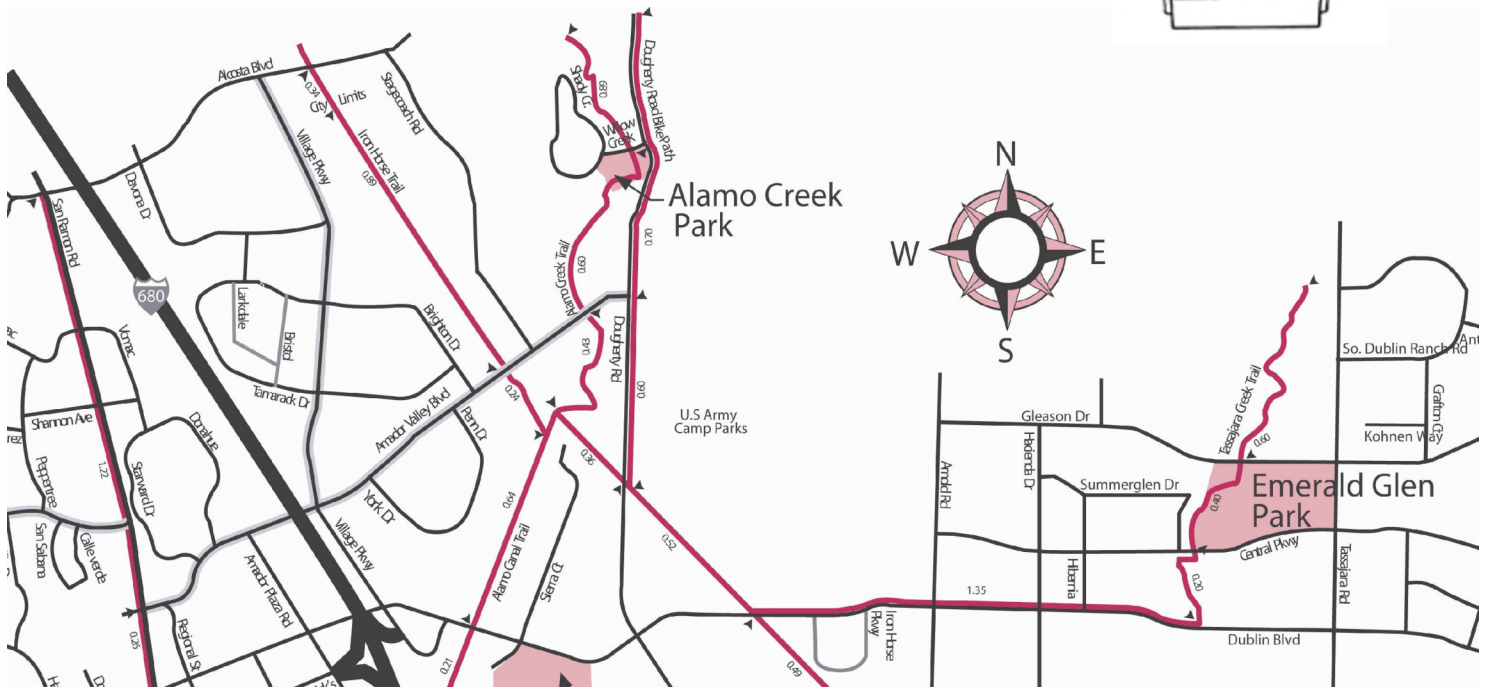 Alcosta Blvd
0.34
City Limits
Stagecoach Rd
Shady Cr.
0.80
Dougherty Road Bike Path
Willow
Creek
Village Pkwy
Iron Horse Trail
0.89
Davona Dr
San Ramon Rd
Alamo Creek
Park
0.70
N
W
E
S
680
Alamo Creek Trail
0.60
Larkdale
Bristol
Brighton Dr
Vomac
Tamarack Dr
0.24
0.43
Dougherty Rd
0.60
So. Dublin Ranch Rd
Ant
Tassajara Creek Trail
0.60
Grafton Ct
Kohnen Way
Shannon Ave
rez
Donahue
Amador Valley Blvd
Penn Dr
U.S Army
Camp Parks
Gleason Dr
Hacienda Dr
Arnold Rd
Peppertree
1.22
Starward Dr
York Dr
0.36
0.64
Summerglen Dr
0.40
Emerald Glen
Park
San Sabana
Calle verde
Village Pkwy
Alamo Canal Trail
Sierra Ct
0.52
Central Pkwy
Tassajara Rd
Amador Plaza Rd
Hibernia
0.20
1.35
Regional St
0.26
0.21
Iron Horse
Pkwy
0.49
Dublin Blvd